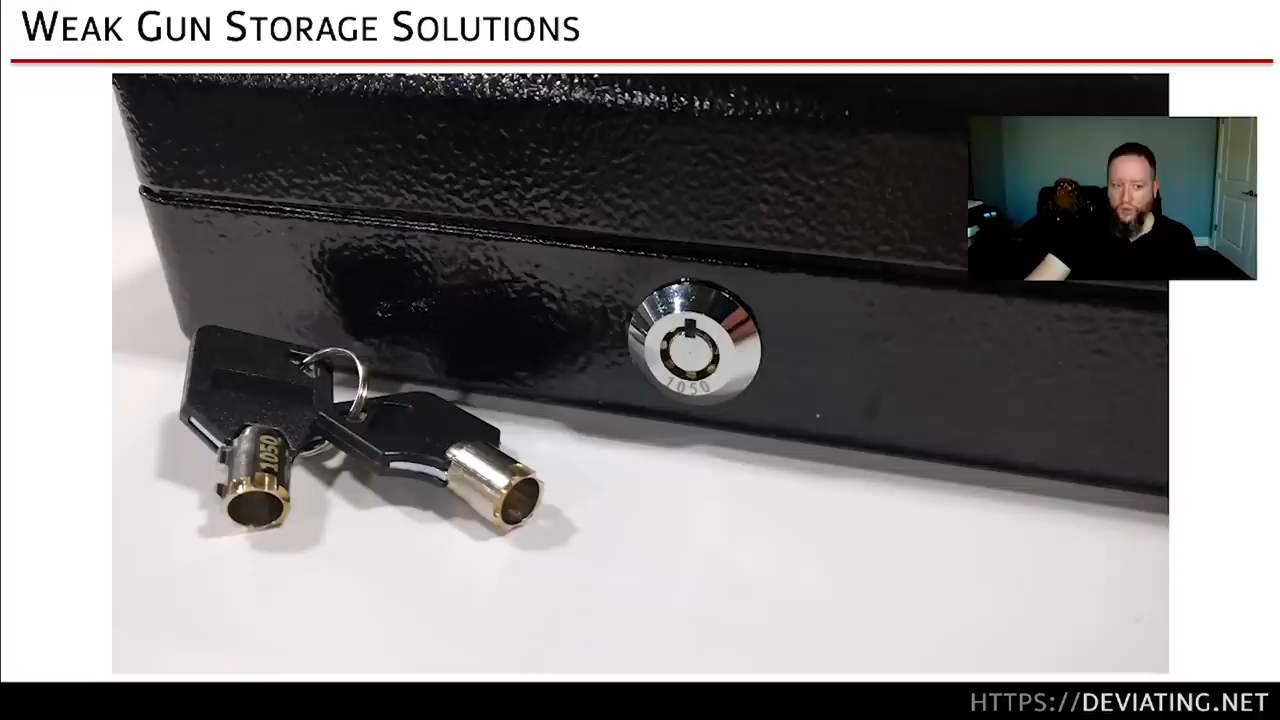 WEAK GUN STORAGE SOLUTIONS
1050
1050
HTTPS://DEVIATING.NET